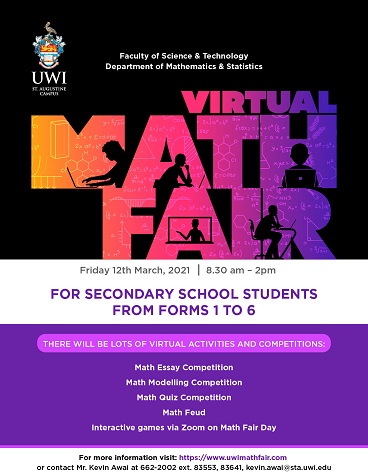 UWI
ST. AUGUSTINE
CAMPUS
Faculty of Science & Technology
Department of Mathematics & Statistics
VIRTUAL
MATH
FAIR
Friday 12th March, 2021 | 8.30 am – 2pm
FOR SECONDARY SCHOOL STUDENTS
FROM FORMS 1 TO 6
THERE WILL BE LOTS OF VIRTUAL ACTIVITIES AND COMPETITIONS:
Math Essay Competition
Math Modelling Competition
Math Quiz Competition
Math Feud
Interactive games via Zoom on Math Fair Day
For more information visit: https://www.uwimathfair.com
or contact Mr. Kevin Awai at 662-2002 ext. 83553, 83641, kevin.awai@sta.uwi.edu